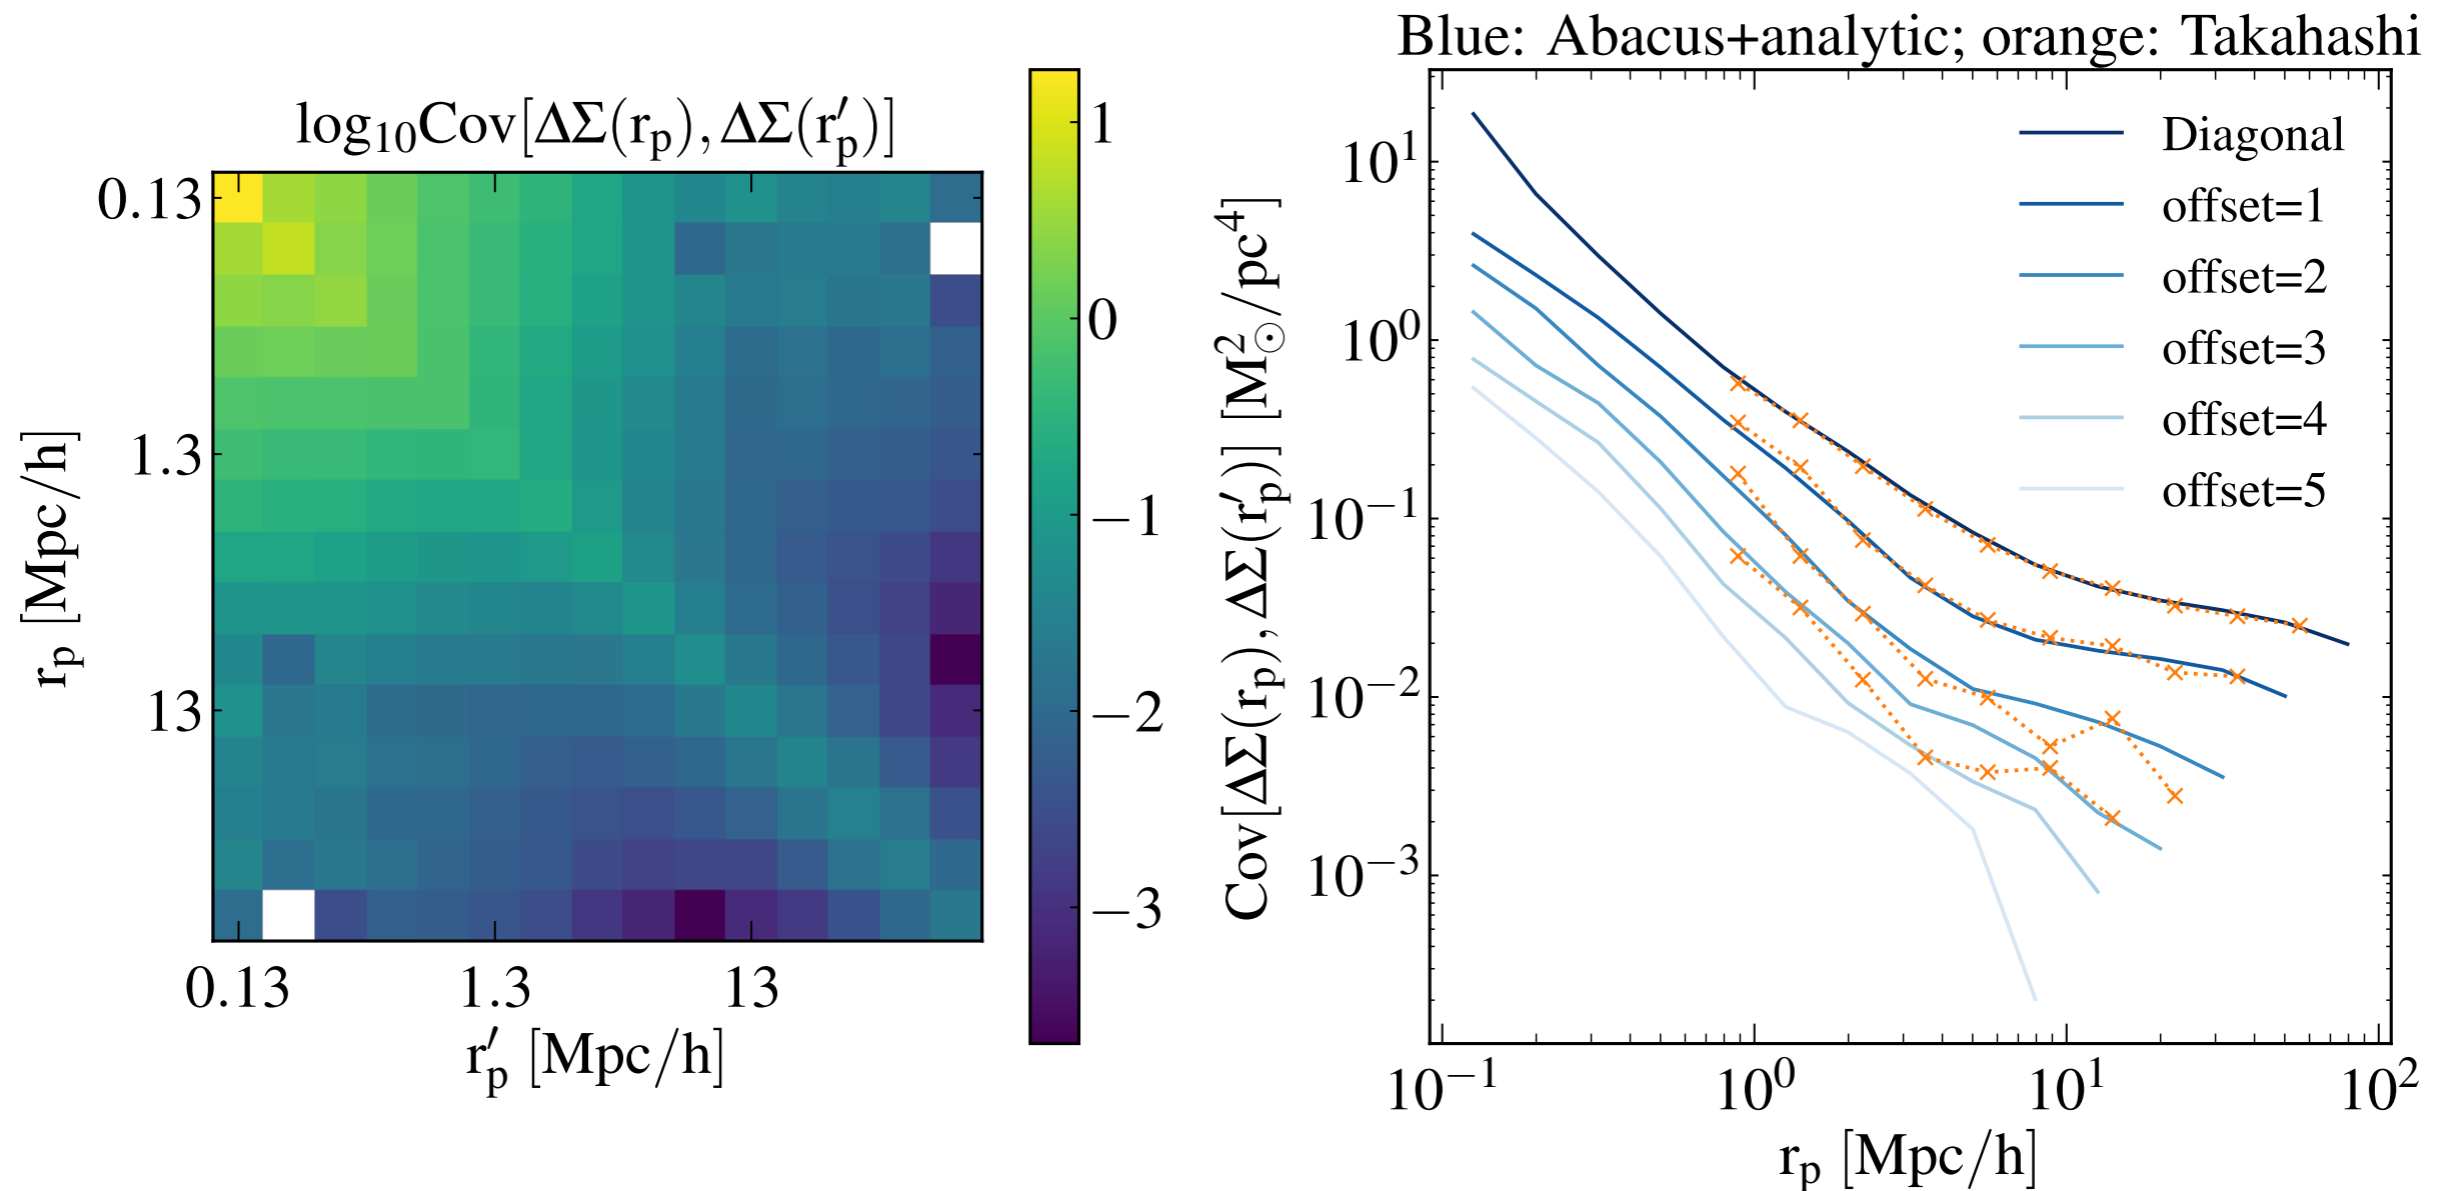 log₁₀Cov[ΔΣ(rₚ), ΔΣ(r′ₚ)]
0.13
1.3
13
rₚ [Mpc/h]
0.13 1.3 13
r′ₚ [Mpc/h]
1
0
−1
−2
−3
Blue: Abacus+analytic; orange: Takahashi
Cov[ΔΣ(rₚ), ΔΣ(r′ₚ)] [M²☉/pc⁴]
10¹
10⁰
10⁻¹
10⁻²
10⁻³
Diagonal
offset=1
offset=2
offset=3
offset=4
offset=5
10⁻¹ 10⁰ 10¹ 10²
rₚ [Mpc/h]